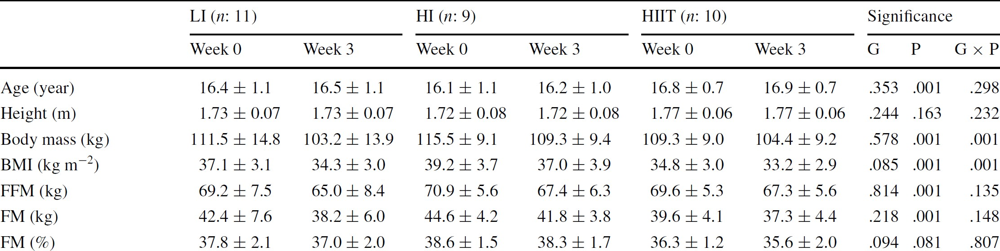 LI (n: 11) HI (n: 9) HIIT (n: 10) Significance
Week 0 Week 3 Week 0 Week 3 Week 0 Week 3 G P G × P
Age (year) 16.4 ± 1.1 16.5 ± 1.1 16.1 ± 1.1 16.2 ± 1.0 16.8 ± 0.7 16.9 ± 0.7 .353 .001 .298
Height (m) 1.73 ± 0.07 1.73 ± 0.07 1.72 ± 0.08 1.72 ± 0.08 1.77 ± 0.06 1.77 ± 0.06 .244 .163 .232
Body mass (kg) 111.5 ± 14.8 103.2 ± 13.9 115.5 ± 9.1 109.3 ± 9.4 109.3 ± 9.0 104.4 ± 9.2 .578 .001 .001
BMI (kg m⁻²) 37.1 ± 3.1 34.3 ± 3.0 39.2 ± 3.7 37.0 ± 3.9 34.8 ± 3.0 33.2 ± 2.9 .085 .001 .001
FFM (kg) 69.2 ± 7.5 65.0 ± 8.4 70.9 ± 5.6 67.4 ± 6.3 69.6 ± 5.3 67.3 ± 5.6 .814 .001 .135
FM (kg) 42.4 ± 7.6 38.2 ± 6.0 44.6 ± 4.2 41.8 ± 3.8 39.6 ± 4.1 37.3 ± 4.4 .218 .001 .148
FM (%) 37.8 ± 2.1 37.0 ± 2.0 38.6 ± 1.5 38.3 ± 1.7 36.3 ± 1.2 35.6 ± 2.0 .094 .081 .807